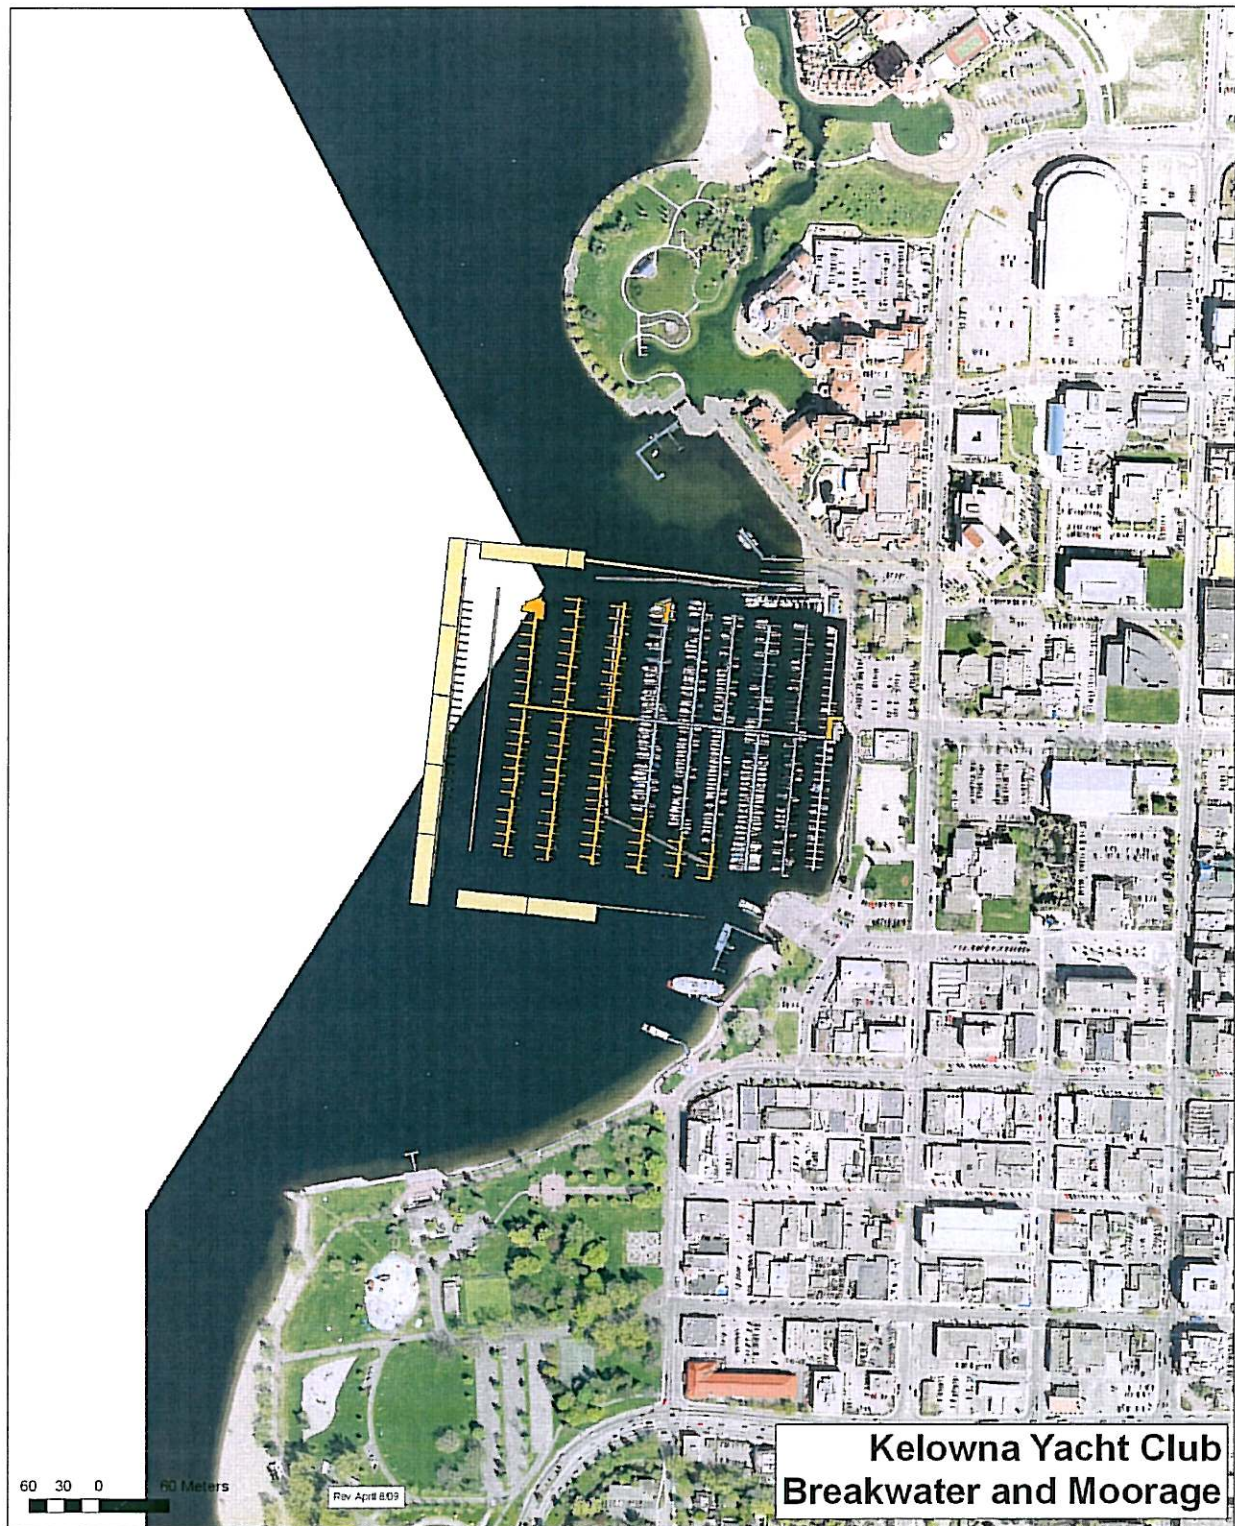 60 30 0 60 Meters
Rev. April 8/09
Kelowna Yacht Club
Breakwater and Moorage